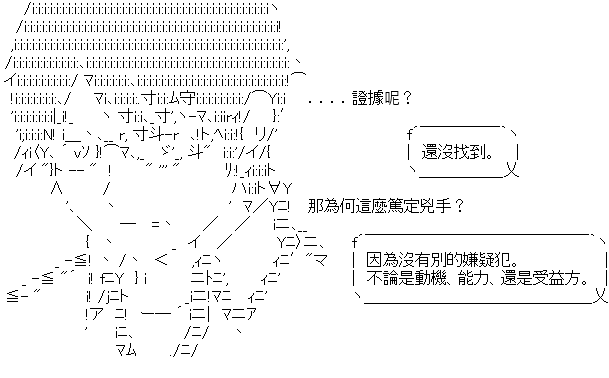 ....證據呢？
還沒找到。
那為何這麼篤定兇手？
因為沒有別的嫌疑犯。
不論是動機、能力、還是受益方。